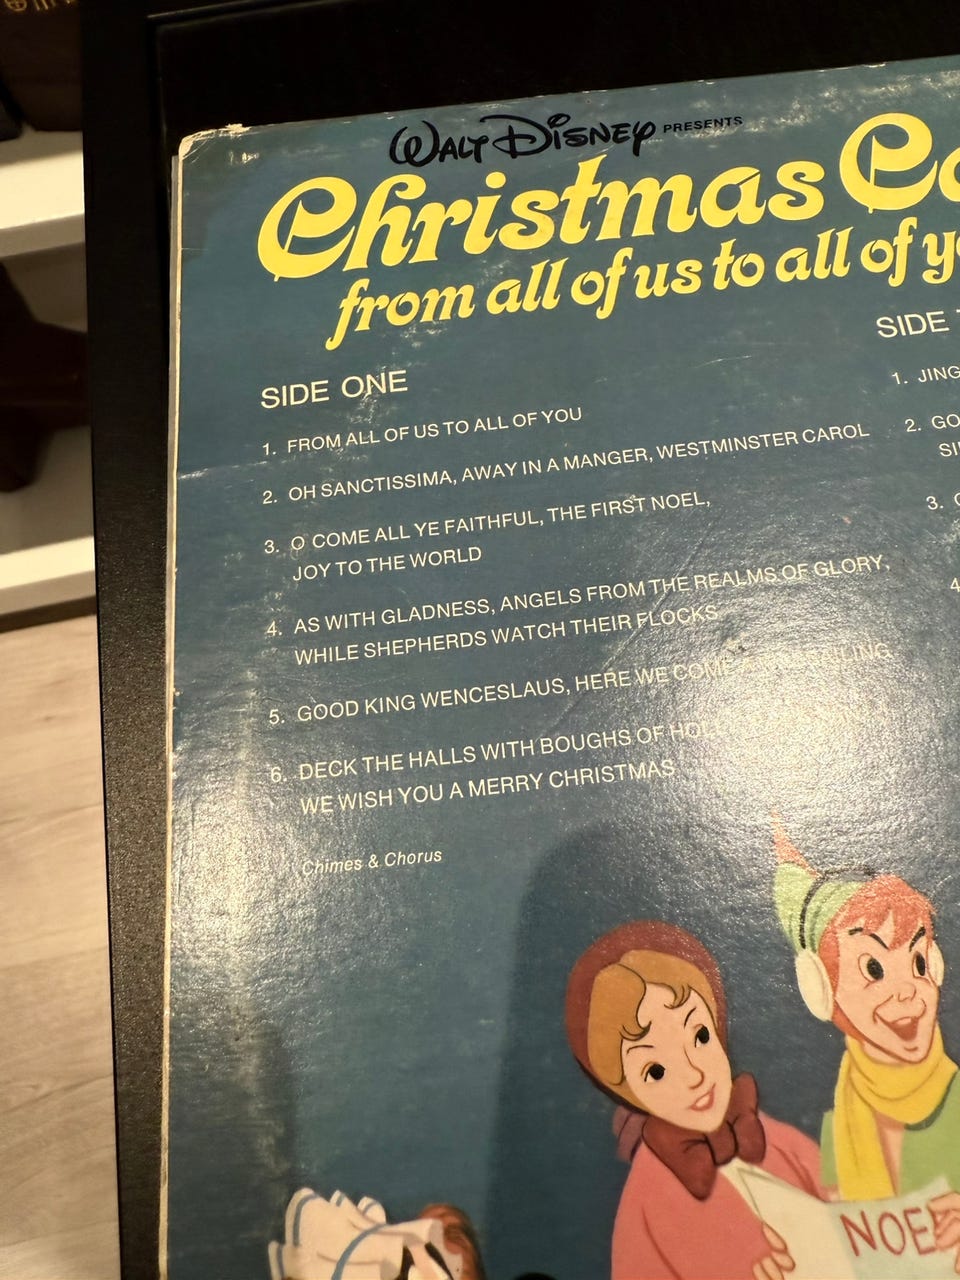 WALT DISNEY PRESENTS
Christmas
from all of us to all of
SIDE ONE
1. FROM ALL OF US TO ALL OF YOU
2. OH SANCTISSIMA, AWAY IN A MANGER, WESTMINSTER CAROL
3. O COME ALL YE FAITHFUL, THE FIRST NOEL,
JOY TO THE WORLD
4. AS WITH GLADNESS, ANGELS FROM THE REALMS OF GLORY,
WHILE SHEPHERDS WATCH THEIR FLOCKS
5. GOOD KING WENCESLAUS, HERE WE COME
6. DECK THE HALLS WITH BOUGHS OF
WE WISH YOU A MERRY CHRISTMAS
Chimes & Chorus
SIDE
1.
2.
3.
4
NOE